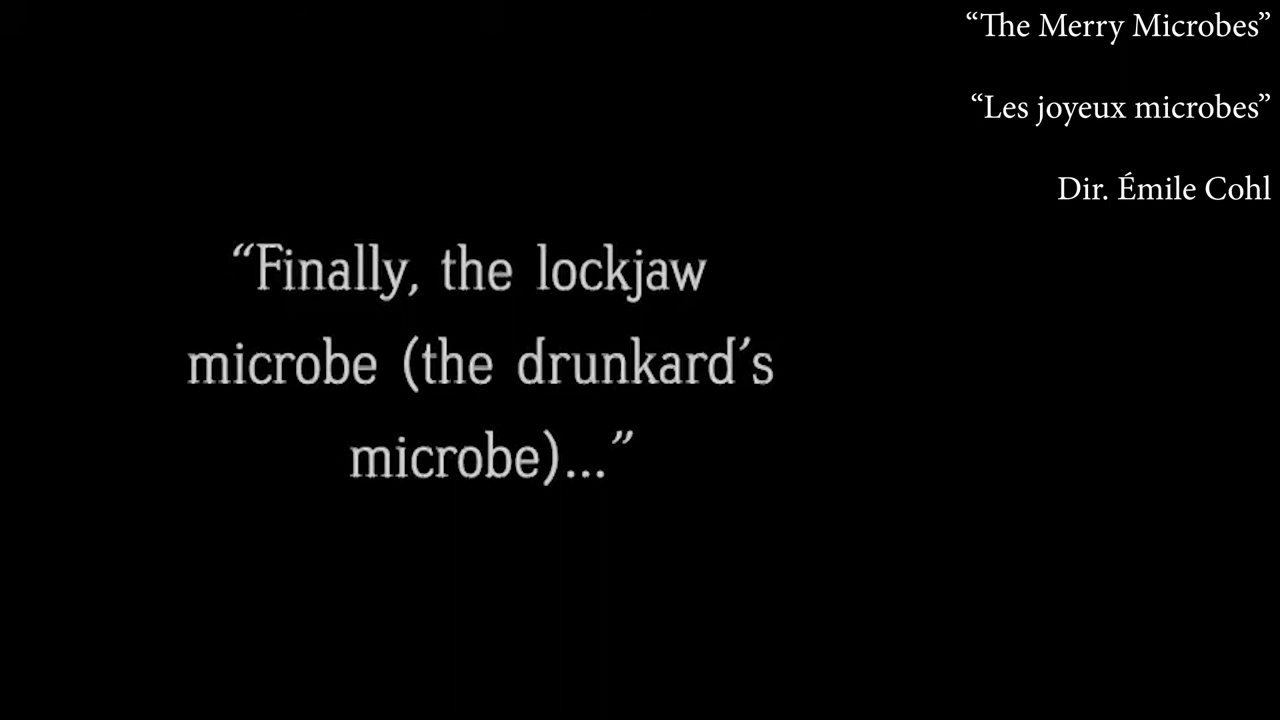 “The Merry Microbes”
“Les joyeux microbes”
Dir. Émile Cohl
“Finally, the lockjaw
microbe (the drunkard’s
microbe)...”